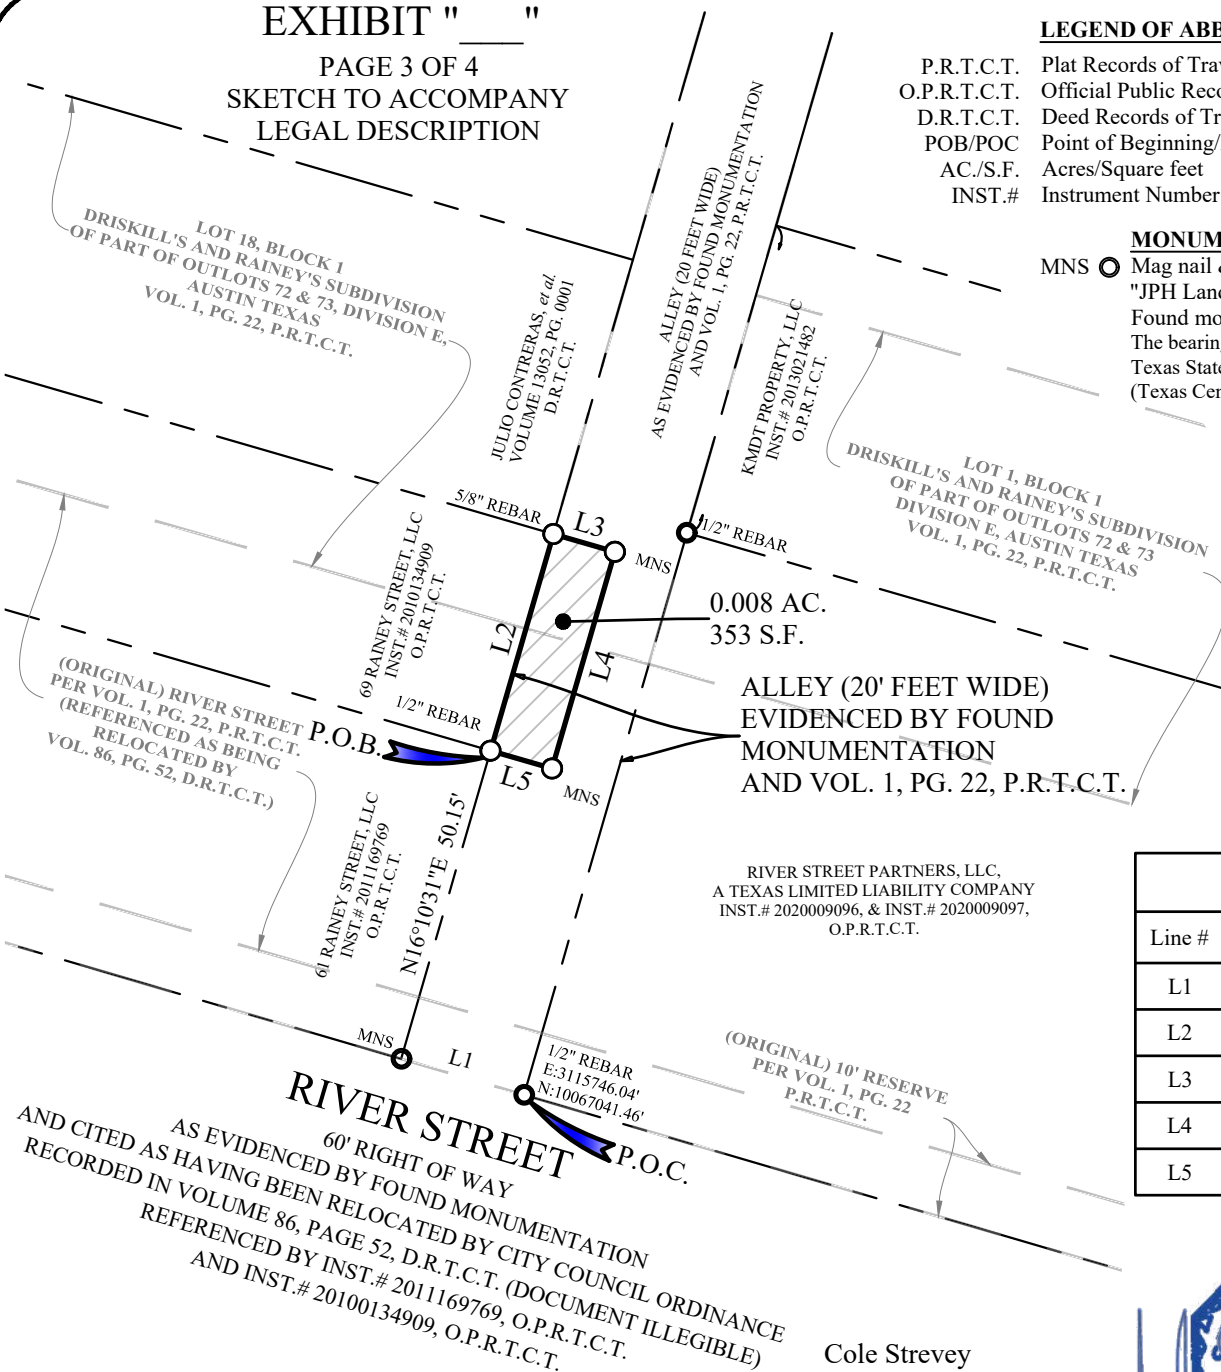 EXHIBIT "___"
PAGE 3 OF 4
SKETCH TO ACCOMPANY
LEGAL DESCRIPTION
LEGEND OF
P.R.T.C.T. Plat Records of
O.P.R.T.C.T. Official Public
D.R.T.C.T. Deed Records of
POB/POC Point of Beginning/
AC./S.F. Acres/Square feet
INST.# Instrument Number
MNS Mag nail
"JPH
Found
The
Texas
(Texas
LOT 18, BLOCK 1
DRISKILL'S AND RAINEY'S SUBDIVISION
OF PART OF OUTLOTS 72 & 73, DIVISION E,
AUSTIN TEXAS
VOL. 1, PG. 22, P.R.T.C.T.
JULIO CONTRERAS, et al.
VOLUME 13052, PG. 0001
D.R.T.C.T.
ALLEY (20 FEET WIDE)
AS EVIDENCED BY FOUND MONUMENTATION
AND VOL. 1, PG. 22, P.R.T.C.T.
KMDT PROPERTY, LLC
INST.# 2013021482
O.P.R.T.C.T.
LOT 1, BLOCK 1
DRISKILL'S AND RAINEY'S SUBDIVISION
OF PART OF OUTLOTS 72 & 73
DIVISION E, AUSTIN TEXAS
VOL. 1, PG. 22, P.R.T.C.T.
5/8" REBAR
L3
MNS
1/2" REBAR
69 RAINEY STREET, LLC
INST.# 2010134909
O.P.R.T.C.T.
L2
L4
0.008 AC.
353 S.F.
(ORIGINAL) RIVER STREET
PER VOL. 1, PG. 22, P.R.T.C.T.
(REFERENCED AS BEING
RELOCATED BY
VOL. 86, PG. 52, D.R.T.C.T.)
1/2" REBAR
P.O.B.
L5
MNS
ALLEY (20' FEET WIDE)
EVIDENCED BY FOUND
MONUMENTATION
AND VOL. 1, PG. 22, P.R.T.C.T.
61 RAINEY STREET, LLC
INST.# 2011169769
O.P.R.T.C.T.
N16°10'31"E 50.15'
RIVER STREET PARTNERS, LLC,
A TEXAS LIMITED LIABILITY COMPANY
INST.# 2020009096, & INST.# 2020009097,
O.P.R.T.C.T.
Line #
L1
L2
L3
L4
L5
MNS
L1
1/2" REBAR
E:3115746.04'
N:10067041.46'
P.O.C.
(ORIGINAL) 10' RESERVE
PER VOL. 1, PG. 22
P.R.T.C.T.
RIVER STREET
60' RIGHT OF WAY
AS EVIDENCED BY FOUND MONUMENTATION
AND CITED AS HAVING BEEN RELOCATED BY CITY COUNCIL ORDINANCE
RECORDED IN VOLUME 86, PAGE 52, D.R.T.C.T. (DOCUMENT ILLEGIBLE)
REFERENCED BY INST.# 2011169769, O.P.R.T.C.T.
AND INST.# 20100134909, O.P.R.T.C.T.
Cole Strevey